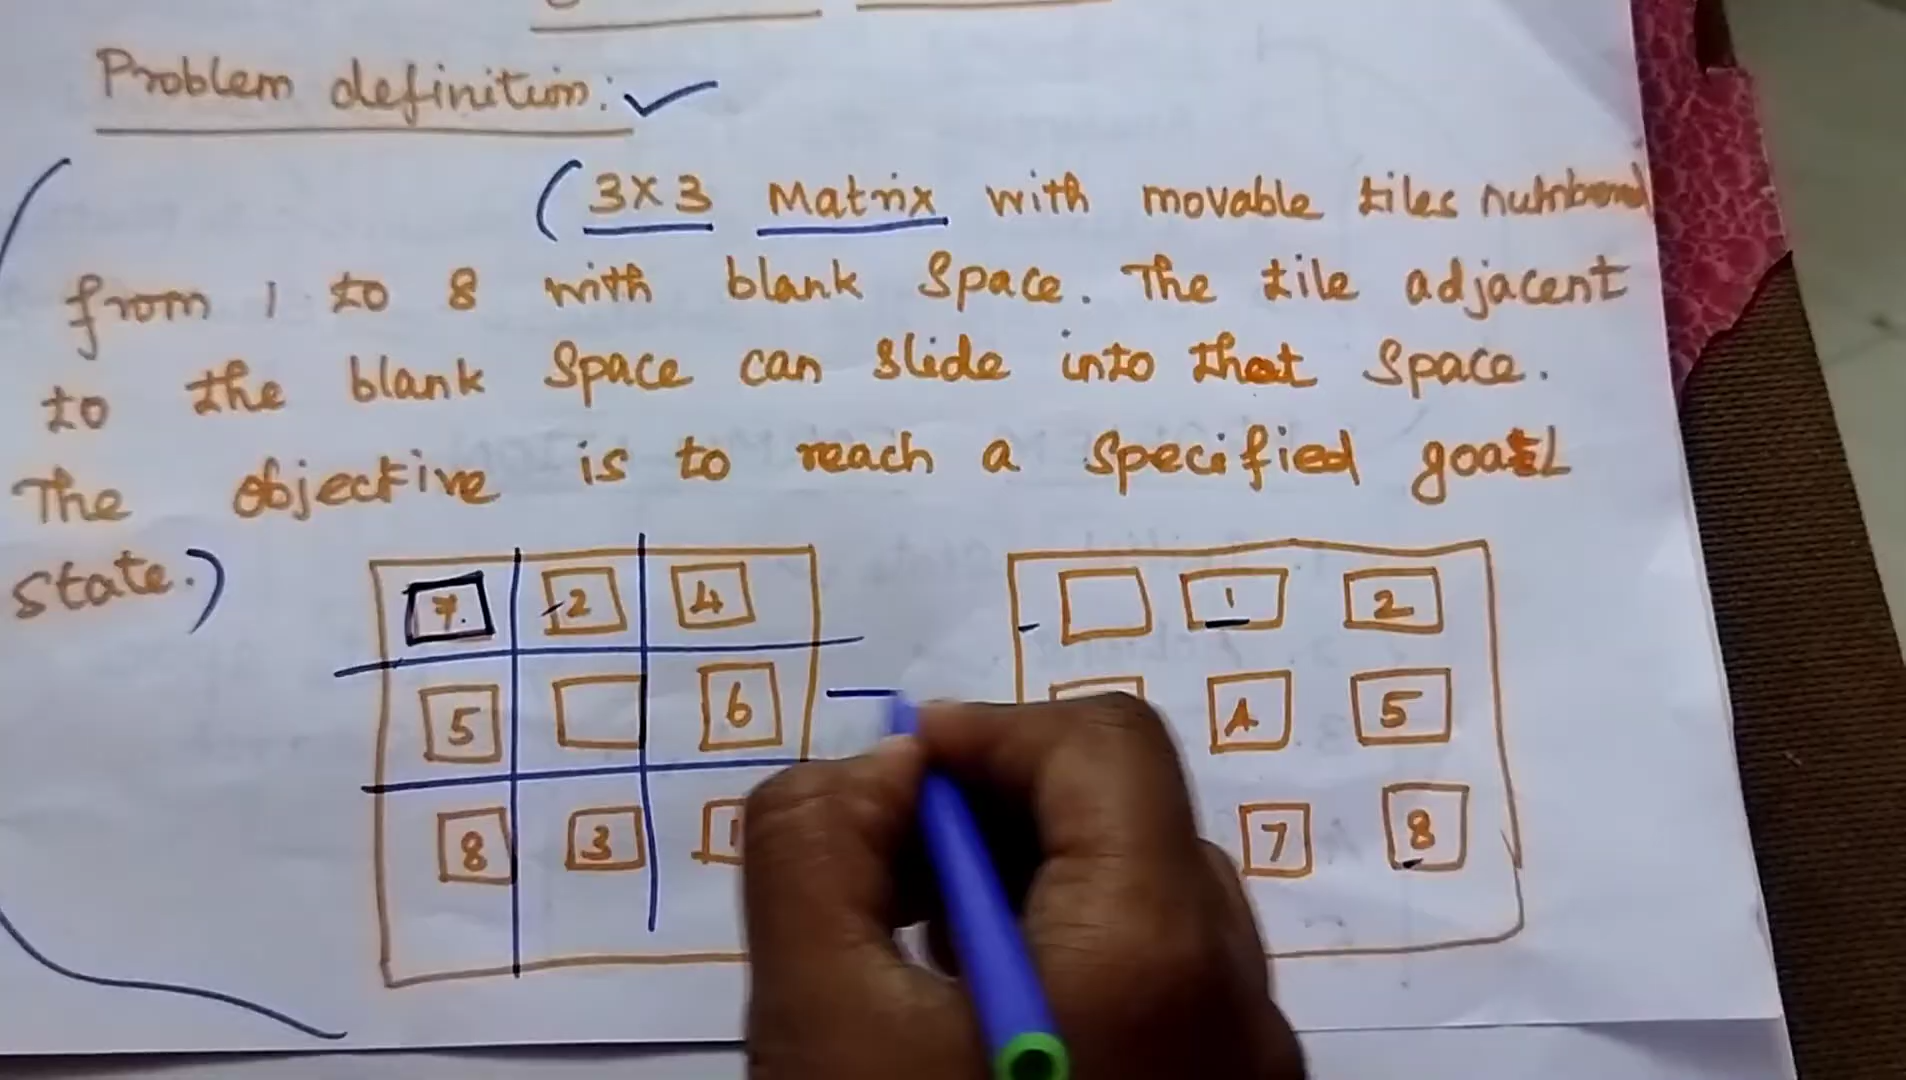 Problem definition:
(3x3 Matrix with movable tiles numbered
from 1 to 8 with blank Space. The tile adjacent
to the blank Space can slide into that Space.
The objective is to reach a specified goal
state.)
7. 2 4
5 6
8 3 1
1 2
4 5
7 8